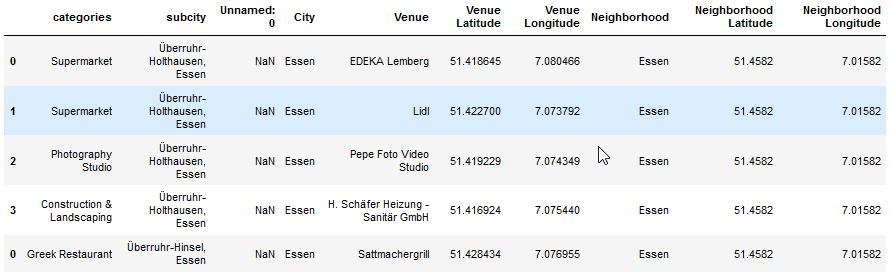 categories subcity Unnamed: 0 City Venue Venue Latitude Venue Longitude Neighborhood Neighborhood Latitude Neighborhood Longitude
0 Supermarket Überruhr-Holthausen, Essen NaN Essen EDEKA Lemberg 51.418645 7.080466 Essen 51.4582 7.01582
1 Supermarket Überruhr-Holthausen, Essen NaN Essen Lidl 51.422700 7.073792 Essen 51.4582 7.01582
2 Photography Studio Überruhr-Holthausen, Essen NaN Essen Pepe Foto Video Studio 51.419229 7.074349 Essen 51.4582 7.01582
3 Construction & Landscaping Überruhr-Holthausen, Essen NaN Essen H. Schäfer Heizung - Sanitär GmbH 51.416924 7.075440 Essen 51.4582 7.01582
0 Greek Restaurant Überruhr-Hinsel, Essen NaN Essen Sattmachergrill 51.428434 7.076955 Essen 51.4582 7.01582